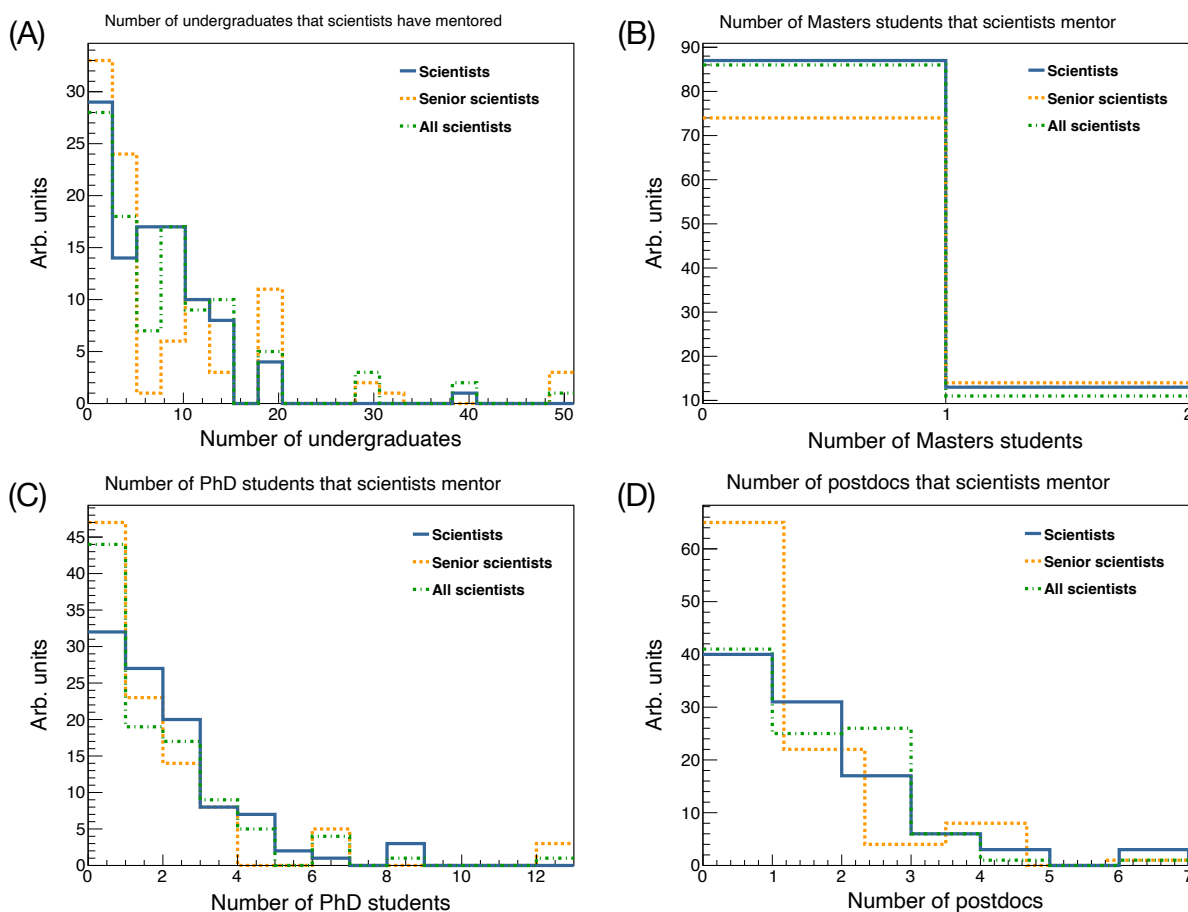 (A)
Number of undergraduates that scientists have mentored
Arb. units
30
25
20
15
10
5
0
Scientists
Senior scientists
All scientists
0 10 20 30 40 50
Number of undergraduates
(B)
Number of Masters students that scientists mentor
Arb. units
90
80
70
60
50
40
30
20
10
Scientists
Senior scientists
All scientists
0 1 2
Number of Masters students
(C)
Number of PhD students that scientists mentor
Arb. units
45
40
35
30
25
20
15
10
5
0
Scientists
Senior scientists
All scientists
0 2 4 6 8 10 12
Number of PhD students
(D)
Number of postdocs that scientists mentor
Arb. units
60
50
40
30
20
10
0
Scientists
Senior scientists
All scientists
0 1 2 3 4 5 6 7
Number of postdocs